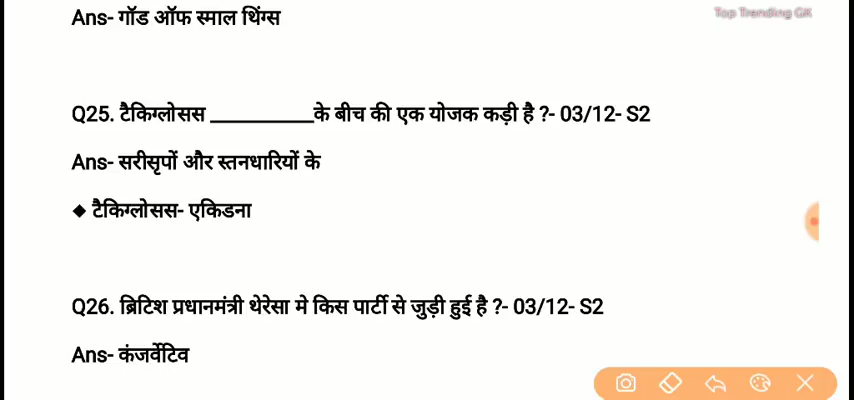 Ans- गॉड ऑफ स्माल थिंग्स
Top Trending GK
Q25. टैकिग्लोसस __________के बीच की एक योजक कड़ी है ?- 03/12- S2
Ans- सरीसृपों और स्तनधारियों के
◆ टैकिग्लोसस- एकिडना
Q26. ब्रिटिश प्रधानमंत्री थेरेसा मे किस पार्टी से जुड़ी हुई है ?- 03/12- S2
Ans- कंजर्वेटिव